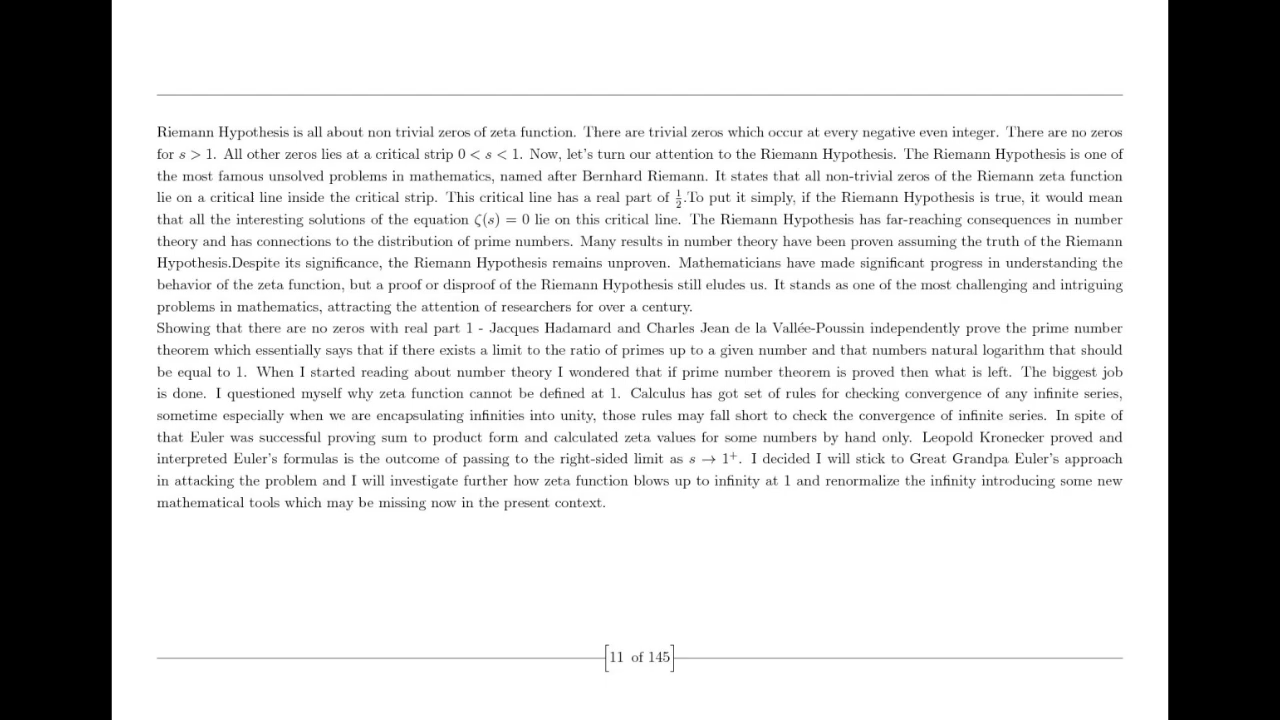 Riemann Hypothesis is all about non trivial zeros of zeta function. There are trivial zeros which occur at every negative even integer. There are no zeros
for s > 1. All other zeros lies at a critical strip 0 < s < 1. Now, let's turn our attention to the Riemann Hypothesis. The Riemann Hypothesis is one of
the most famous unsolved problems in mathematics, named after Bernhard Riemann. It states that all non-trivial zeros of the Riemann zeta function
lie on a critical line inside the critical strip. This critical line has a real part of 1/2.To put it simply, if the Riemann Hypothesis is true, it would mean
that all the interesting solutions of the equation ζ(s) = 0 lie on this critical line. The Riemann Hypothesis has far-reaching consequences in number
theory and has connections to the distribution of prime numbers. Many results in number theory have been proven assuming the truth of the Riemann
Hypothesis.Despite its significance, the Riemann Hypothesis remains unproven. Mathematicians have made significant progress in understanding the
behavior of the zeta function, but a proof or disproof of the Riemann Hypothesis still eludes us. It stands as one of the most challenging and intriguing
problems in mathematics, attracting the attention of researchers for over a century.
Showing that there are no zeros with real part 1 - Jacques Hadamard and Charles Jean de la Vallée-Poussin independently prove the prime number
theorem which essentially says that if there exists a limit to the ratio of primes up to a given number and that numbers natural logarithm that should
be equal to 1. When I started reading about number theory I wondered that if prime number theorem is proved then what is left. The biggest job
is done. I questioned myself why zeta function cannot be defined at 1. Calculus has got set of rules for checking convergence of any infinite series,
sometime especially when we are encapsulating infinities into unity, those rules may fall short to check the convergence of infinite series. In spite of
that Euler was successful proving sum to product form and calculated zeta values for some numbers by hand only. Leopold Kronecker proved and
interpreted Euler's formulas is the outcome of passing to the right-sided limit as s → 1⁺. I decided I will stick to Great Grandpa Euler's approach
in attacking the problem and I will investigate further how zeta function blows up to infinity at 1 and renormalize the infinity introducing some new
mathematical tools which may be missing now in the present context.
[11 of 145]